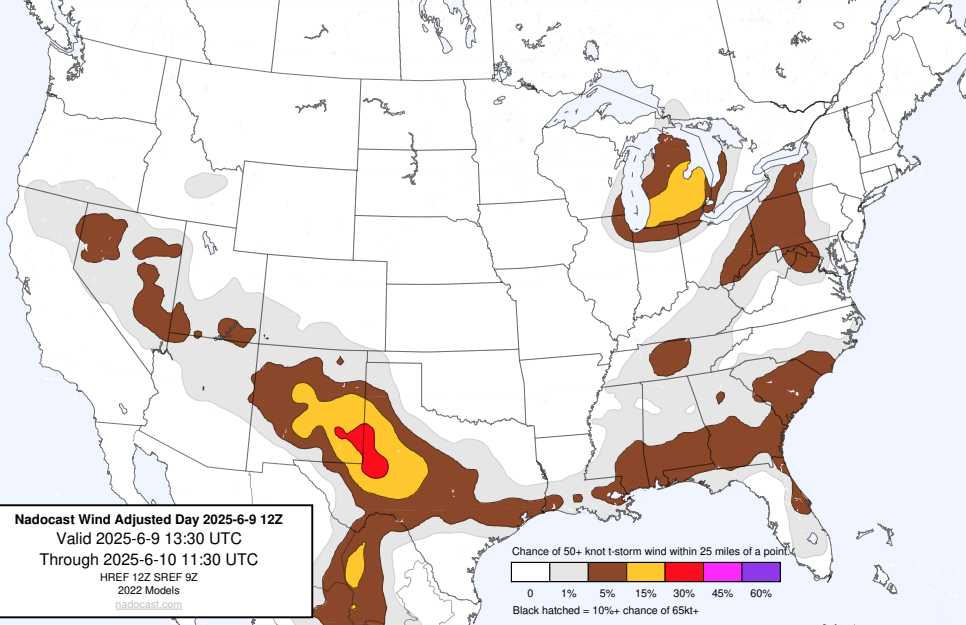 Nadocast Wind Adjusted Day 2025-6-9 12Z
Valid 2025-6-9 13:30 UTC
Through 2025-6-10 11:30 UTC
HREF 12Z SREF 9Z
2022 Models
nadocast.com
Chance of 50+ knot t-storm wind within 25 miles of a point.
0 1% 5% 15% 30% 45% 60%
Black hatched = 10%+ chance of 65kt+